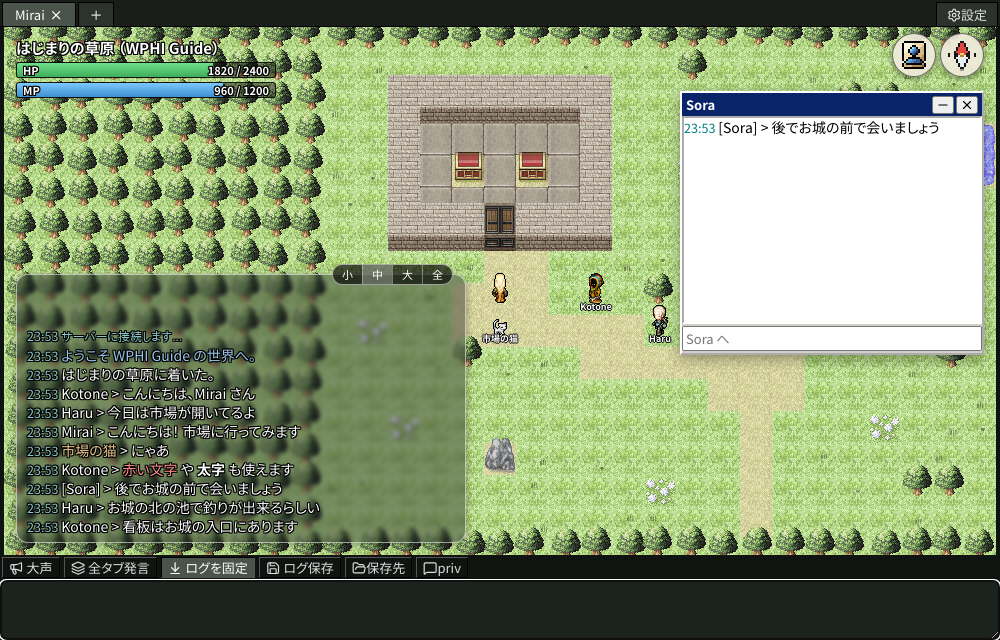 Mirai
設定
はじまりの草原 (WPHI Guide)
HP 1820 / 2400
MP 960 / 1200
Sora
23:53 [Sora] > 後でお城の前で会いましょう
Sora へ
Kotone
Haru
市場の猫
小 中 大 全
23:53 サーバーに接続します...
23:53 ようこそ WPHI Guide の世界へ。
23:53 はじまりの草原に着いた。
23:53 Kotone > こんにちは、Mirai さん
23:53 Haru > 今日は市場が開いてるよ
23:53 Mirai > こんにちは! 市場に行ってみます
23:53 市場の猫 > にゃあ
23:53 Kotone > 赤い文字 や 太字 も使えます
23:53 [Sora] > 後でお城の前で会いましょう
23:53 Haru > お城の北の池で釣りが出来るらしい
23:53 Kotone > 看板はお城の入口にあります
大声 全タブ発言 ログを固定 ログ保存 保存先 priv